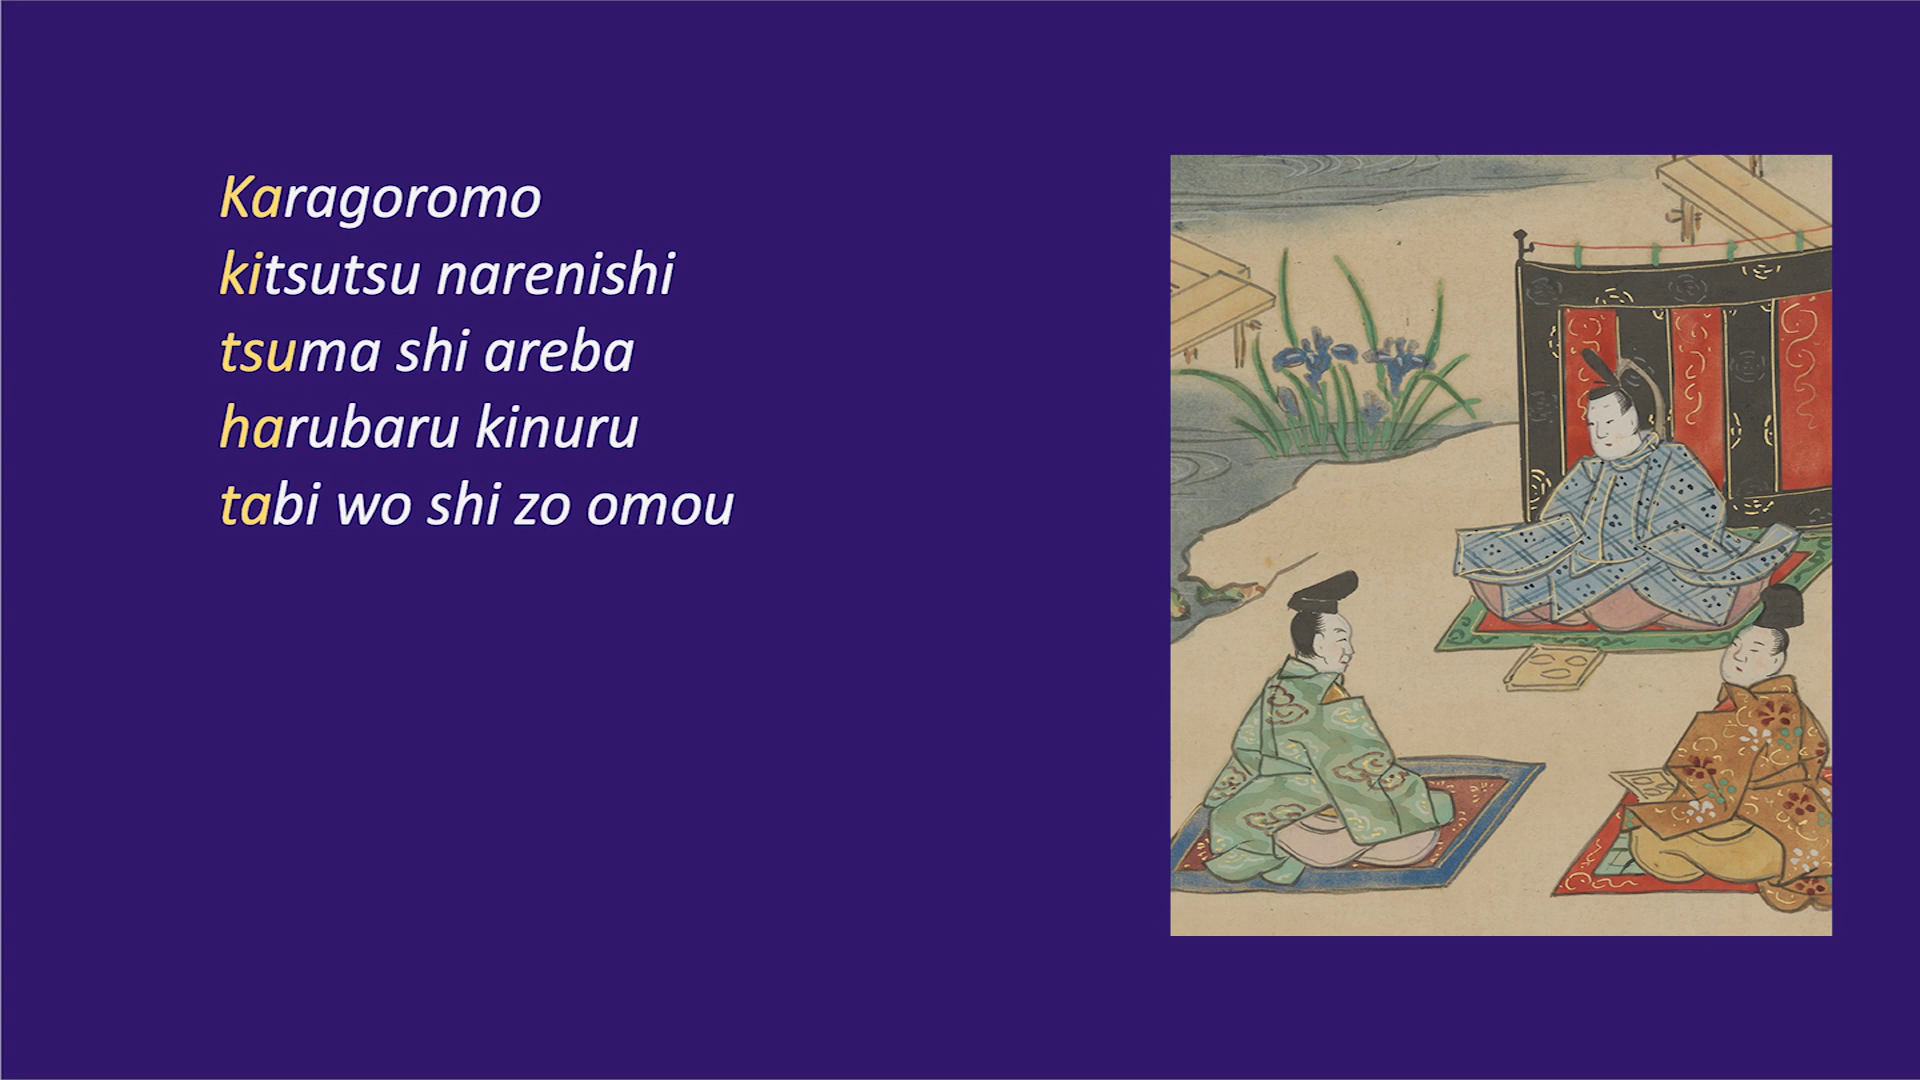 Karagoromo
kitsutsu narenishi
tsuma shi areba
harubaru kinuru
tabi wo shi zo omou